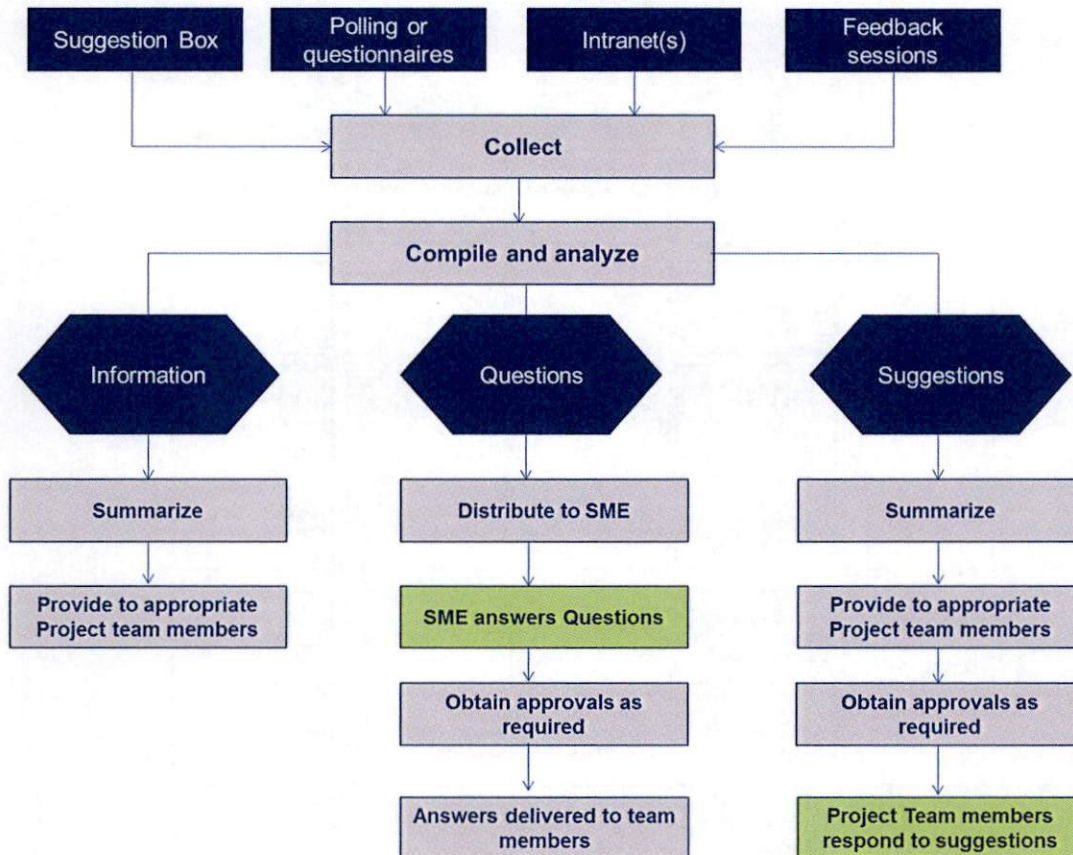 Suggestion Box
Polling or
questionnaires
Intranet(s)
Feedback
sessions
Collect
Compile and analyze
Information
Questions
Suggestions
Summarize
Distribute to SME
Summarize
Provide to appropriate
Project team members
SME answers Questions
Provide to appropriate
Project team members
Obtain approvals as
required
Obtain approvals as
required
Answers delivered to team
members
Project Team members
respond to suggestions